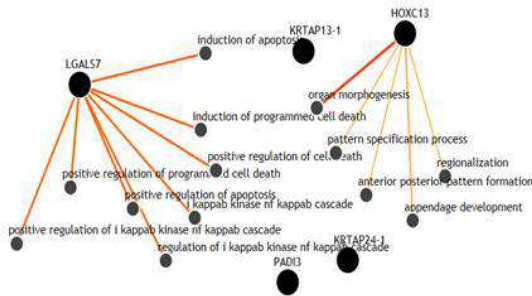 HOXC13
KRTAP13-1
induction of apoptosis
LGALS7
organ morphogenesis
induction of programmed cell death
pattern specification process
positive regulation of cell death
regionalization
positive regulation of programmed cell death
anterior posterior pattern formation
positive regulation of apoptosis
i kappab kinase nf kappab cascade
appendage development
positive regulation of i kappab kinase nf kappab cascade
KRTAP24-1
regulation of i kappab kinase nf kappab cascade
PADI3